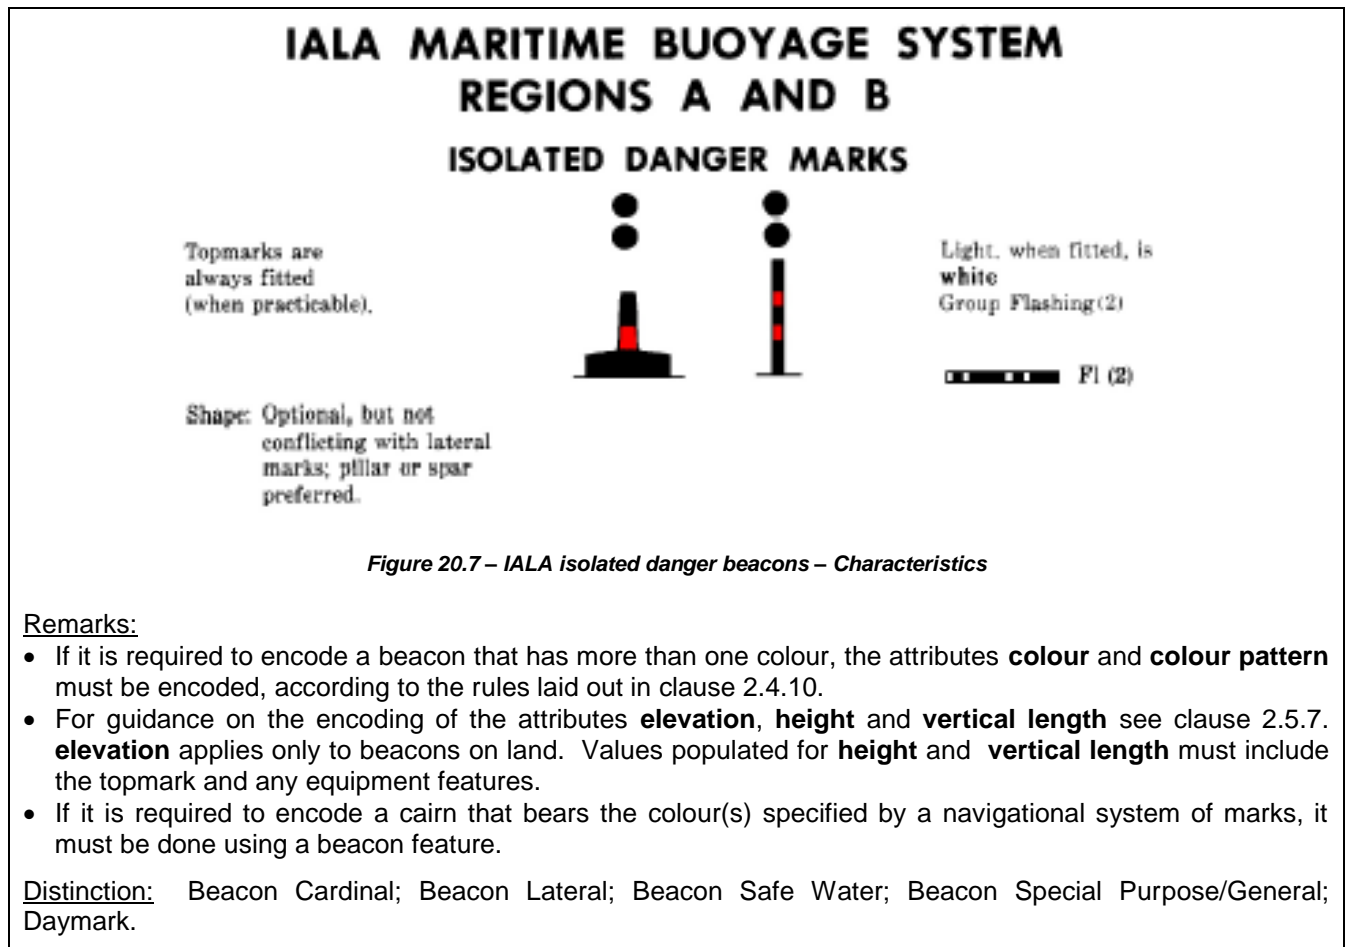 IALA MARITIME BUOYAGE SYSTEM
REGIONS A AND B
ISOLATED DANGER MARKS
Topmarks are
always fitted
(when practicable).
Light, when fitted, is
white
Group Flashing(2)
Fl (2)
Shape: Optional, but not
conflicting with lateral
marks; pillar or spar
preferred.
Figure 20.7 – IALA isolated danger beacons – Characteristics
Remarks:
• If it is required to encode a beacon that has more than one colour, the attributes colour and colour pattern
must be encoded, according to the rules laid out in clause 2.4.10.
• For guidance on the encoding of the attributes elevation, height and vertical length see clause 2.5.7.
elevation applies only to beacons on land. Values populated for height and vertical length must include
the topmark and any equipment features.
• If it is required to encode a cairn that bears the colour(s) specified by a navigational system of marks, it
must be done using a beacon feature.
Distinction: Beacon Cardinal; Beacon Lateral; Beacon Safe Water; Beacon Special Purpose/General;
Daymark.